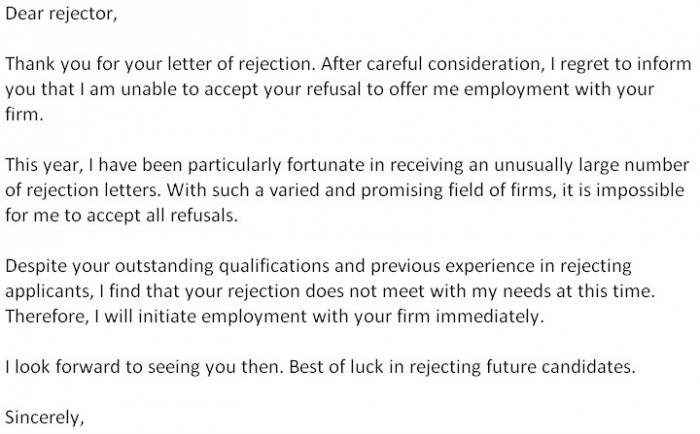 Dear rejector,
Thank you for your letter of rejection. After careful consideration, I regret to inform
you that I am unable to accept your refusal to offer me employment with your
firm.
This year, I have been particularly fortunate in receiving an unusually large number
of rejection letters. With such a varied and promising field of firms, it is impossible
for me to accept all refusals.
Despite your outstanding qualifications and previous experience in rejecting
applicants, I find that your rejection does not meet with my needs at this time.
Therefore, I will initiate employment with your firm immediately.
I look forward to seeing you then. Best of luck in rejecting future candidates.
Sincerely,